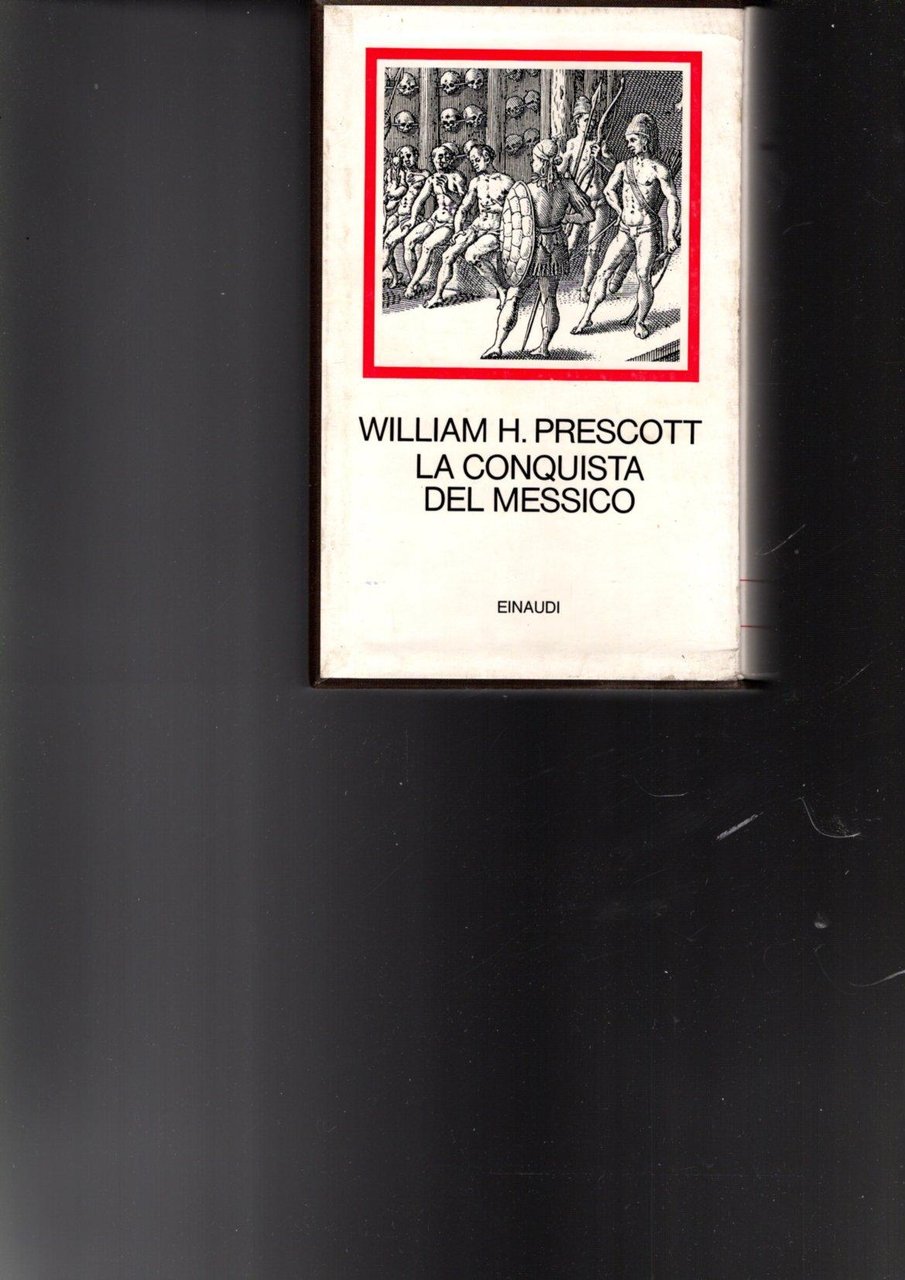 WILLIAM H. PRESCOTT
LA CONQUISTA
DEL MESSICO
EINAUDI